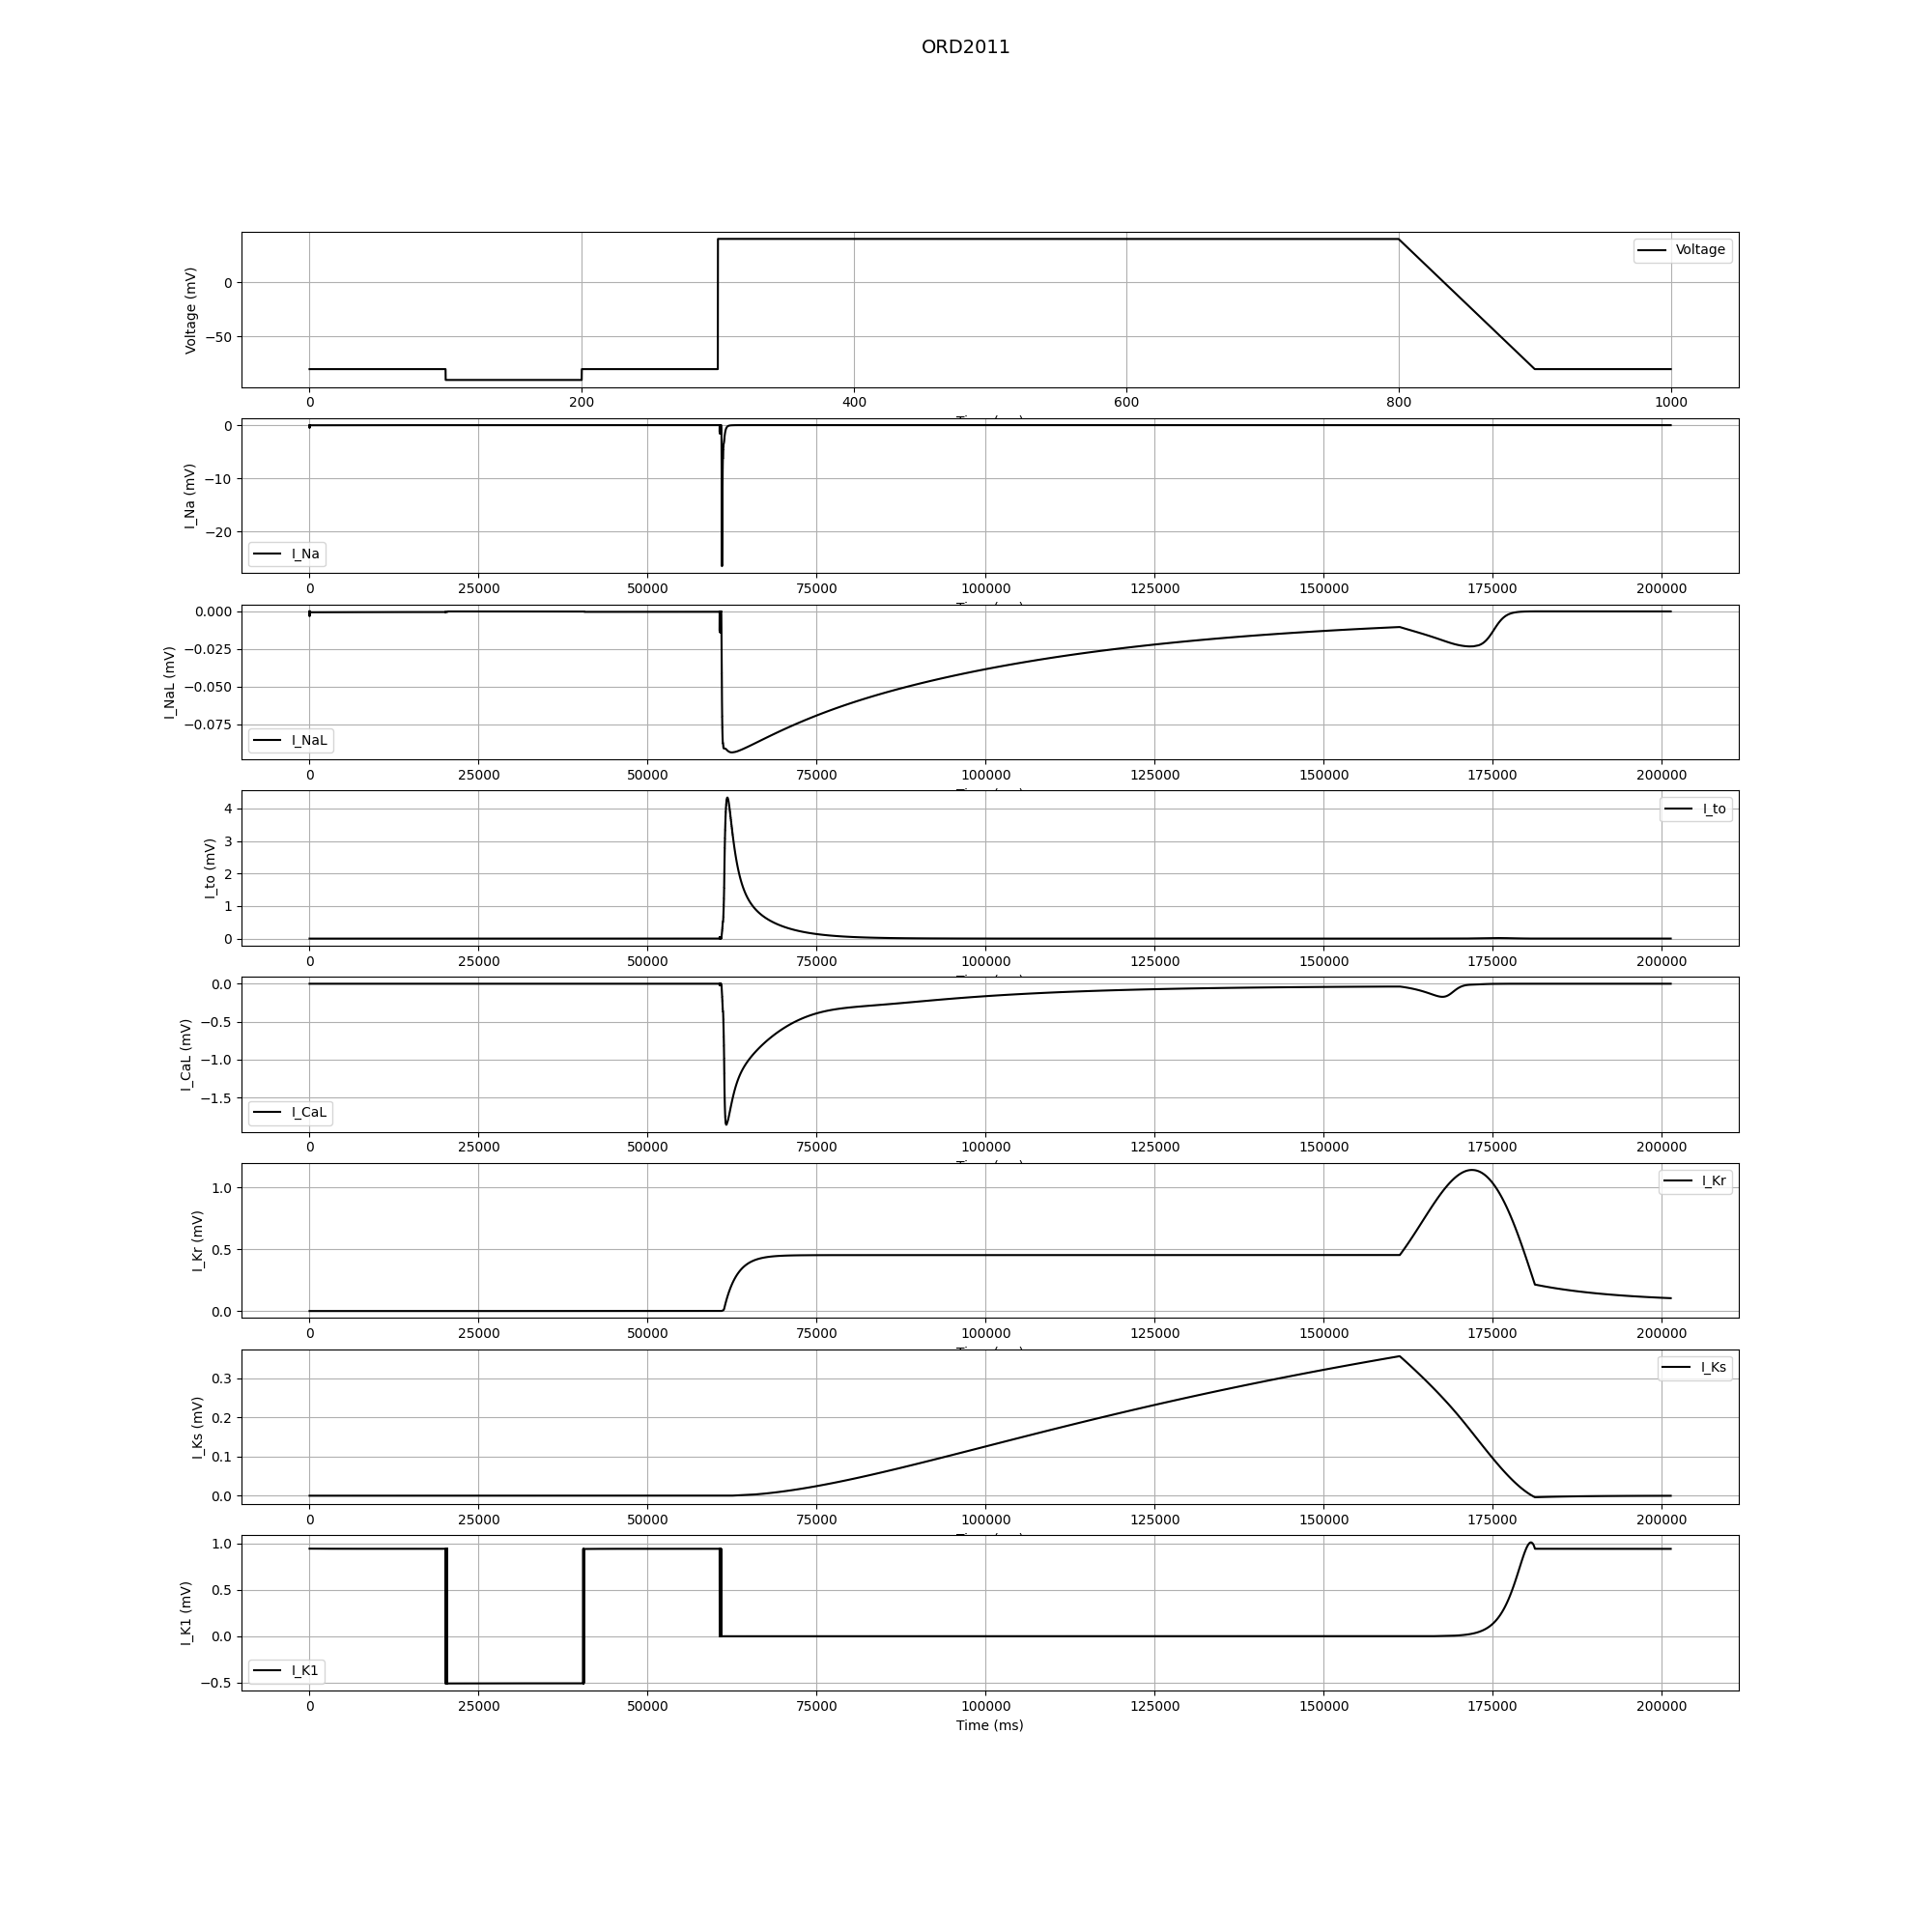 ORD2011
Voltage (mV)
0
−50
Voltage
0 200 400 600 800 1000
I_Na (mV)
0
−10
−20
I_Na
0 25000 50000 75000 100000 125000 150000 175000 200000
I_NaL (mV)
0.000
−0.025
−0.050
−0.075
I_NaL
0 25000 50000 75000 100000 125000 150000 175000 200000
I_to (mV)
4
3
2
1
0
I_to
0 25000 50000 75000 100000 125000 150000 175000 200000
I_CaL (mV)
0.0
−0.5
−1.0
−1.5
I_CaL
0 25000 50000 75000 100000 125000 150000 175000 200000
I_Kr (mV)
1.0
0.5
0.0
I_Kr
0 25000 50000 75000 100000 125000 150000 175000 200000
I_Ks (mV)
0.3
0.2
0.1
0.0
I_Ks
0 25000 50000 75000 100000 125000 150000 175000 200000
I_K1 (mV)
1.0
0.5
0.0
−0.5
I_K1
0 25000 50000 75000 100000 125000 150000 175000 200000
Time (ms)